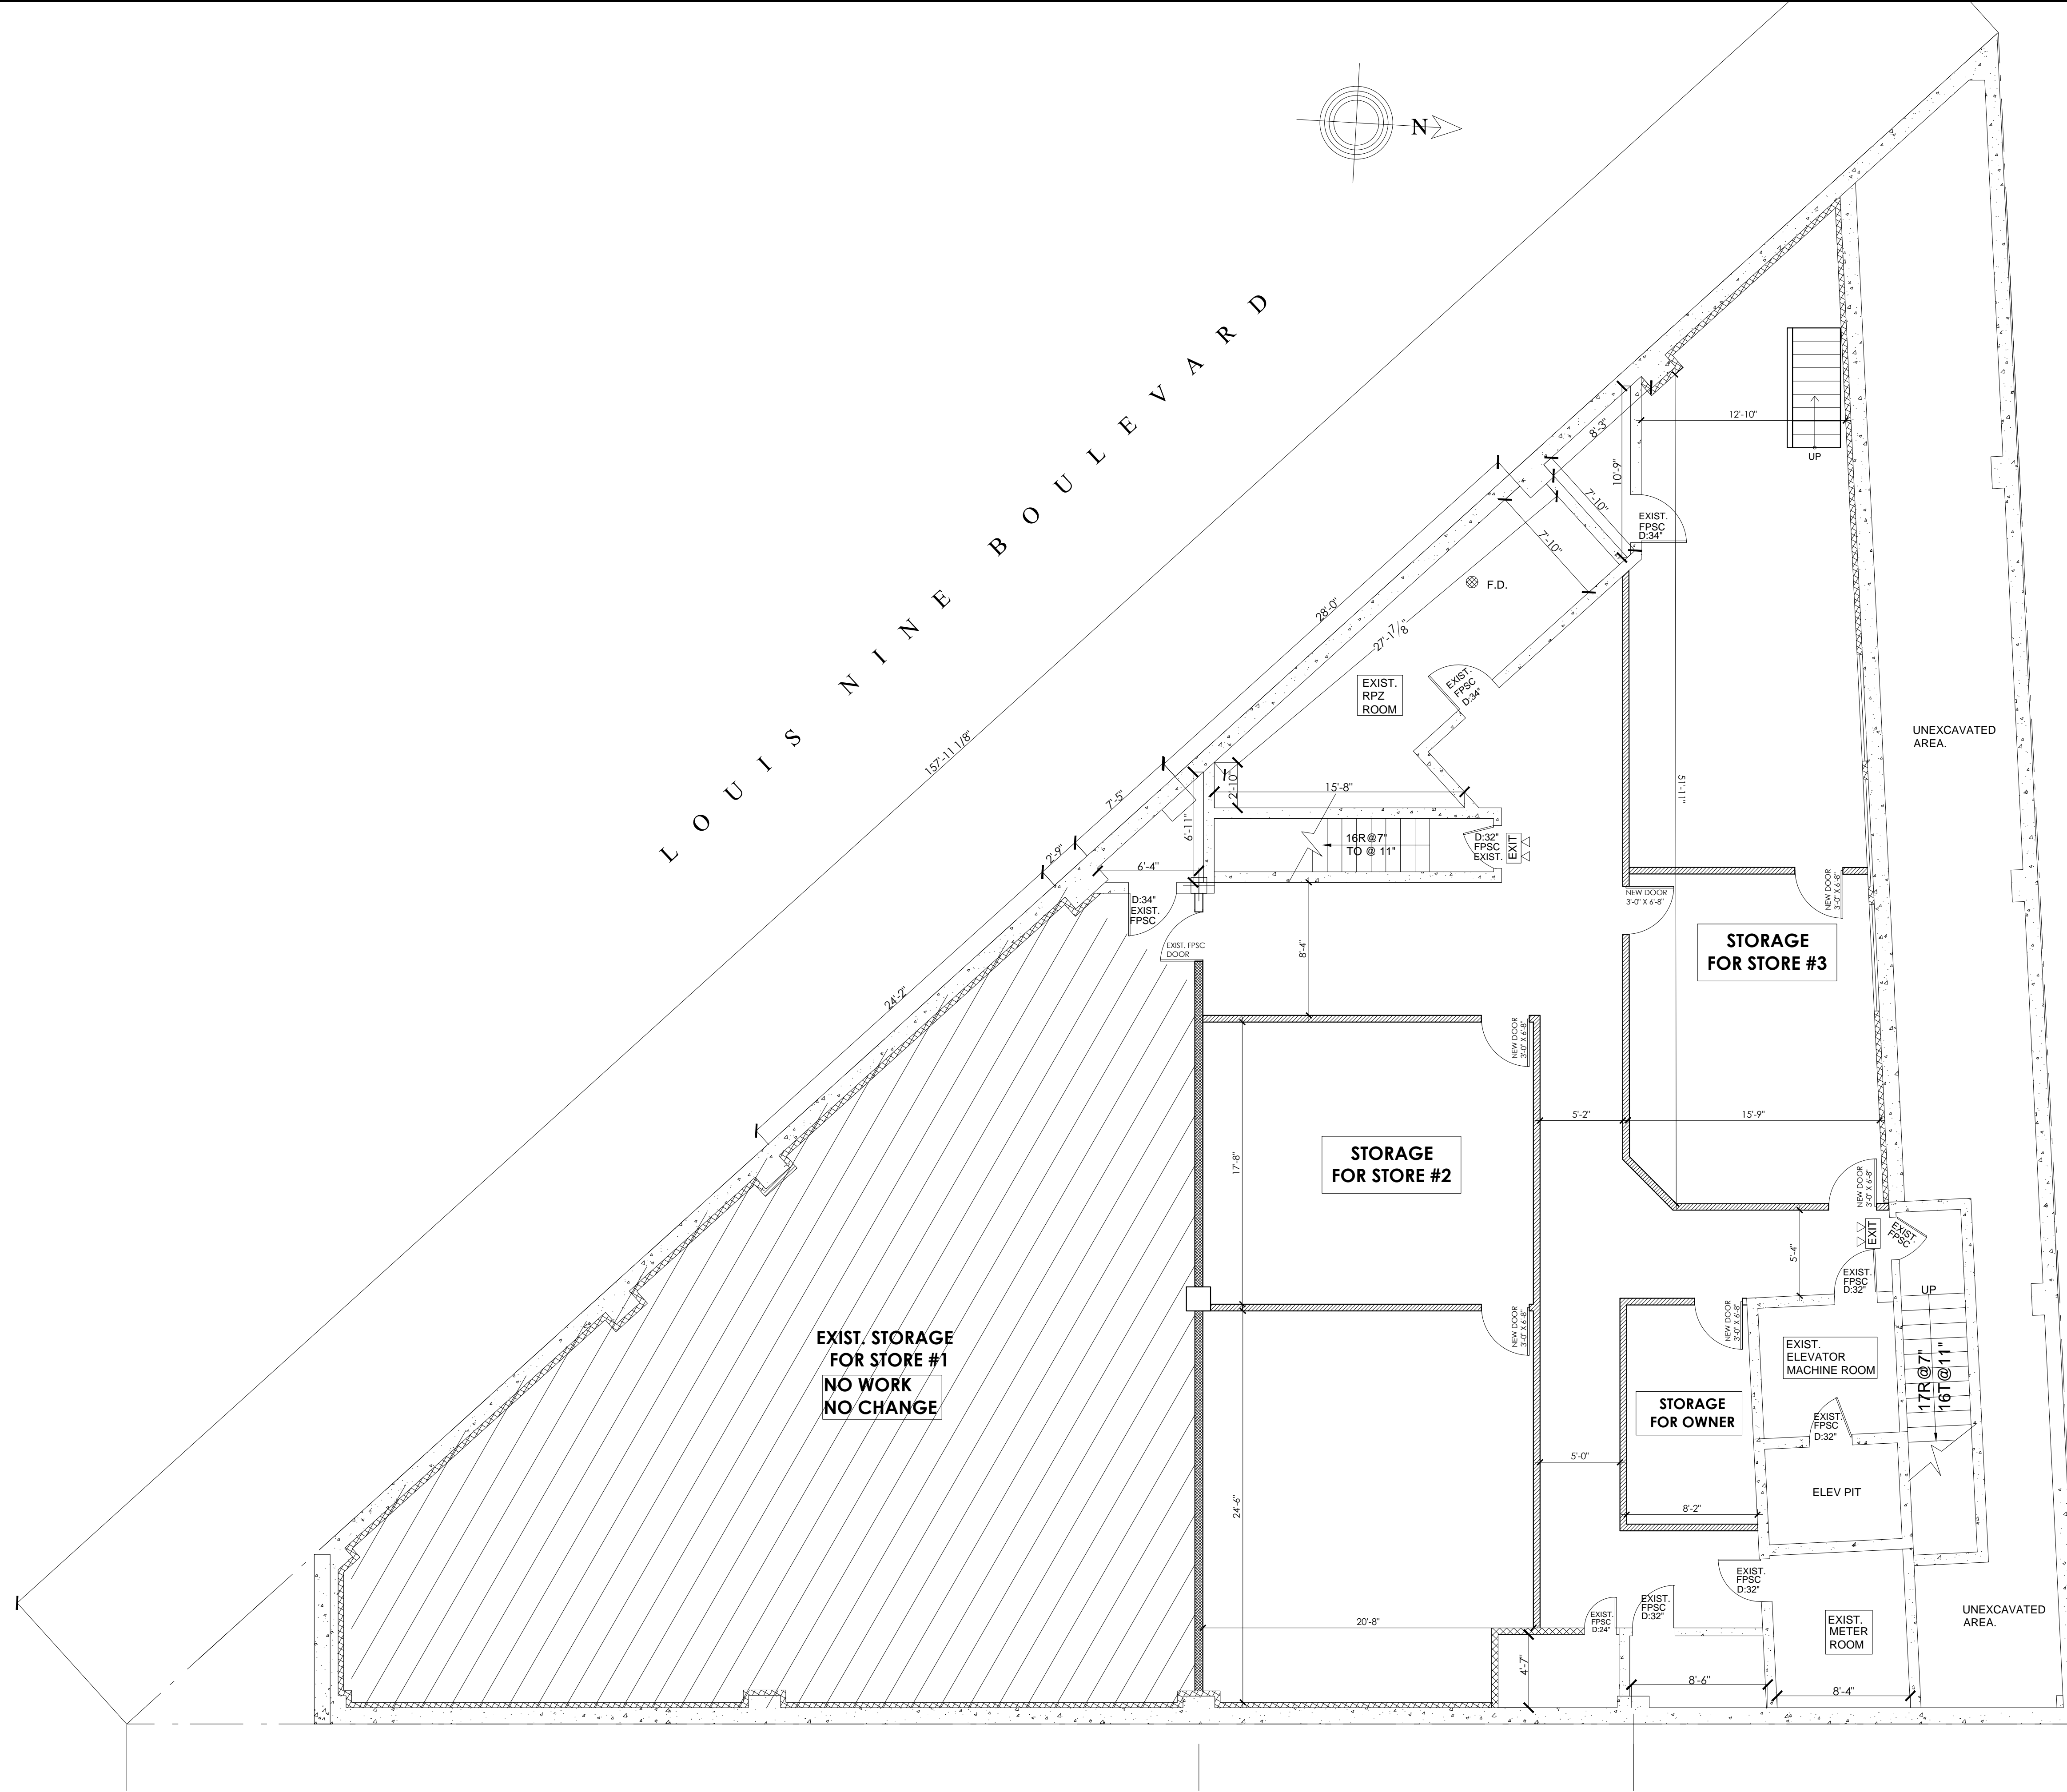 N
LOUIS NINE BOULEVARD
157'-11 1/8"
12'-10"
UP
8'-3"
10'-9"
7'-10"
7'-10"
EXIST.
FPSC
D:34"
F.D.
28'-0"
27'-1 7/8"
EXIST.
FPSC
D:34"
EXIST.
RPZ
ROOM
UNEXCAVATED
AREA.
51'-11"
7'-5"
2'-10"
15'-8"
6'-11"
16R@7"
TO @ 11"
D:32"
FPSC
EXIST.
EXIT
2'-9"
6'-4"
D:34"
EXIST.
FPSC
EXIST. FPSC
DOOR
8'-4"
NEW DOOR
3'-0" X 6'-8"
NEW DOOR
3'-0" X 6'-8"
STORAGE
FOR STORE #3
24'-2"
NEW DOOR
3'-0" X 6'-8"
5'-2"
15'-9"
17'-8"
STORAGE
FOR STORE #2
NEW DOOR
3'-0" X 6'-8"
EXIT
EXIST.
FPSC
5'-4"
EXIST.
FPSC
D:32"
UP
NEW DOOR
3'-0" X 6'-8"
NEW DOOR
3'-0" X 6'-8"
EXIST. STORAGE
FOR STORE #1
NO WORK
NO CHANGE
EXIST.
ELEVATOR
MACHINE ROOM
17R@7"
16T@11"
STORAGE
FOR OWNER
EXIST.
FPSC
D:32"
5'-0"
ELEV PIT
24'-6"
8'-2"
EXIST.
FPSC
D:32"
EXIST.
FPSC
D:24"
EXIST.
FPSC
D:32"
20'-8"
EXIST.
METER
ROOM
UNEXCAVATED
AREA.
4'-7"
8'-6"
8'-4"